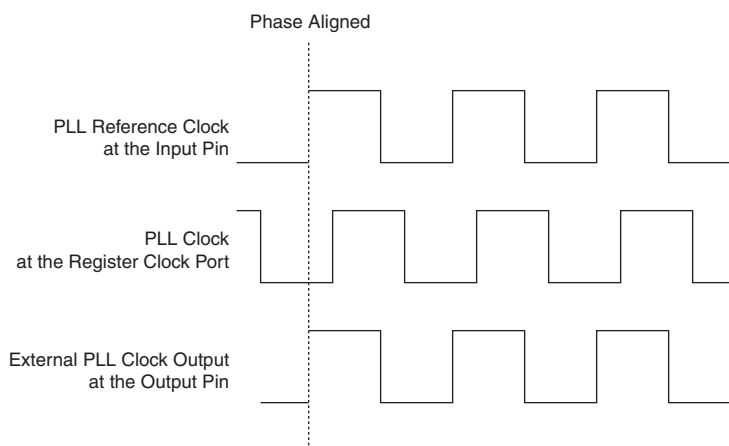 Phase Aligned
PLL Reference Clock
at the Input Pin
PLL Clock
at the Register Clock Port
External PLL Clock Output
at the Output Pin